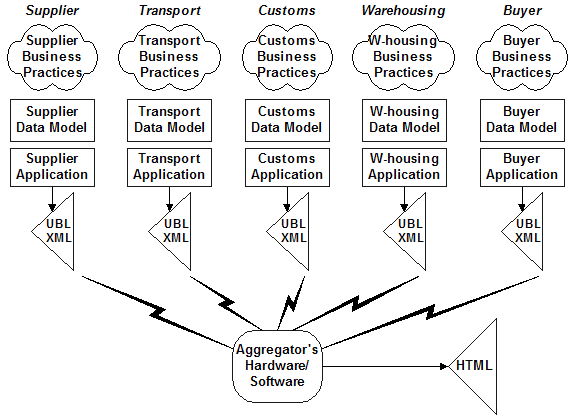 Supplier Transport Customs Warehousing Buyer
Supplier
Business
Practices
Transport
Business
Practices
Customs
Business
Practices
W-housing
Business
Practices
Buyer
Business
Practices
Supplier
Data Model
Transport
Data Model
Customs
Data Model
W-housing
Data Model
Buyer
Data Model
Supplier
Application
Transport
Application
Customs
Application
W-housing
Application
Buyer
Application
UBL
XML
UBL
XML
UBL
XML
UBL
XML
UBL
XML
Aggregator's
Hardware/
Software
HTML